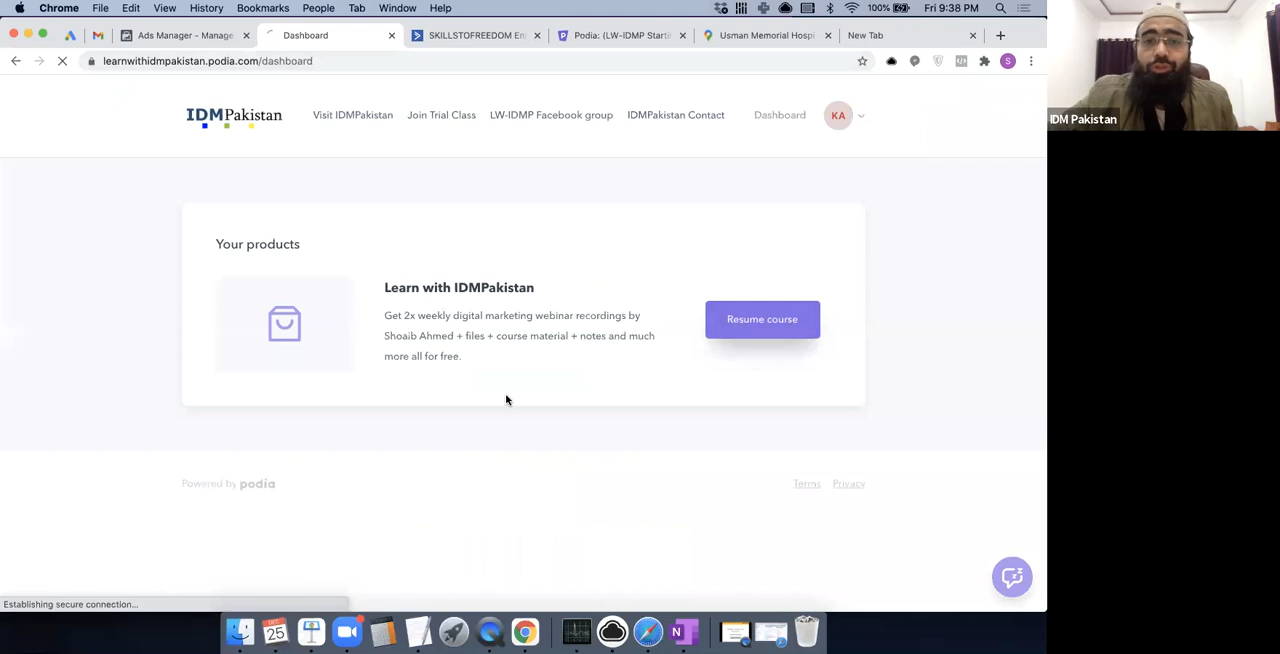 Chrome File Edit View History Bookmarks People Tab Window Help 100% Fri 9:38 PM
Ads Manager - Manage Dashboard SKILLSTOFREEDOM En Podia: (LW-IDMP Starti Usman Memorial Hospi New Tab
learnwithidmpakistan.podia.com/dashboard S
IDMPakistan Visit IDMPakistan Join Trial Class LW-IDMP Facebook group IDMPakistan Contact Dashboard KA
IDM Pakistan
Your products
Learn with IDMPakistan
Get 2x weekly digital marketing webinar recordings by
Shoaib Ahmed + files + course material + notes and much
more all for free.
Resume course
Powered by podia Terms Privacy
Establishing secure connection...
25
N